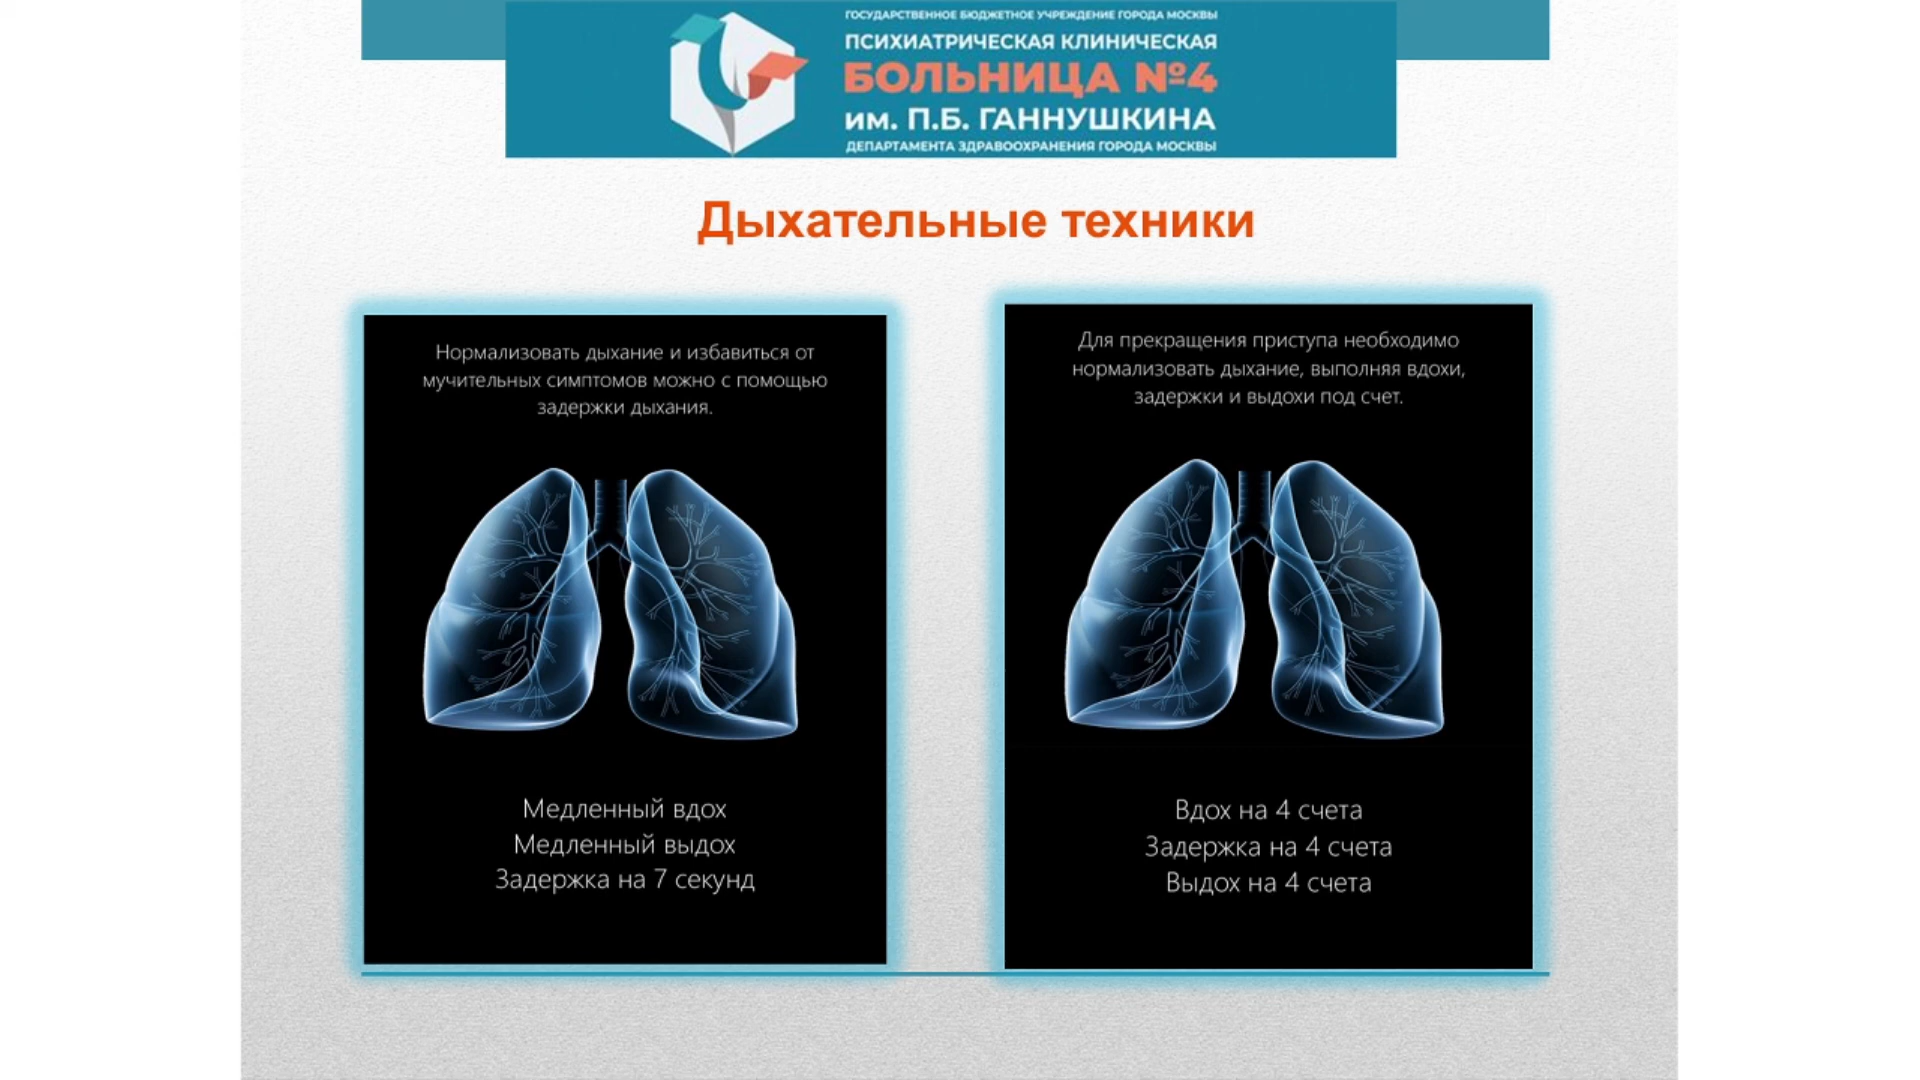 ГОСУДАРСТВЕННОЕ БЮДЖЕТНОЕ УЧРЕЖДЕНИЕ ГОРОДА МОСКВЫ
ПСИХИАТРИЧЕСКАЯ КЛИНИЧЕСКАЯ
БОЛЬНИЦА №4
им. П.Б. ГАННУШКИНА
ДЕПАРТАМЕНТА ЗДРАВООХРАНЕНИЯ ГОРОДА МОСКВЫ
Дыхательные техники
Нормализовать дыхание и избавиться от
мучительных симптомов можно с помощью
задержки дыхания.
Медленный вдох
Медленный выдох
Задержка на 7 секунд
Для прекращения приступа необходимо
нормализовать дыхание, выполняя вдохи,
задержки и выдохи под счет.
Вдох на 4 счета
Задержка на 4 счета
Выдох на 4 счета